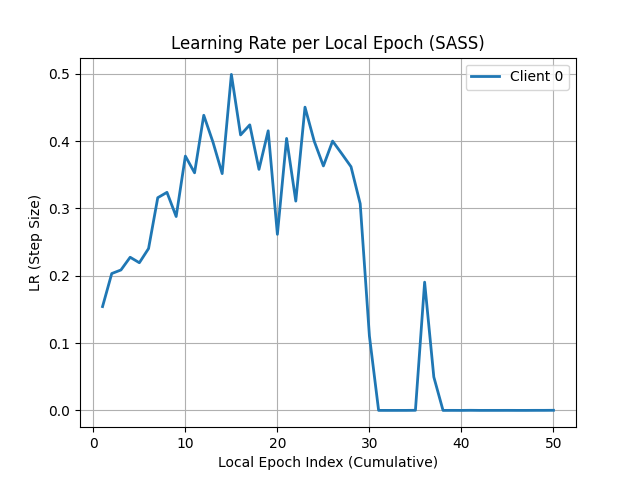 Learning Rate per Local Epoch (SASS)
Client 0
LR (Step Size)
0.5
0.4
0.3
0.2
0.1
0.0
0 10 20 30 40 50
Local Epoch Index (Cumulative)